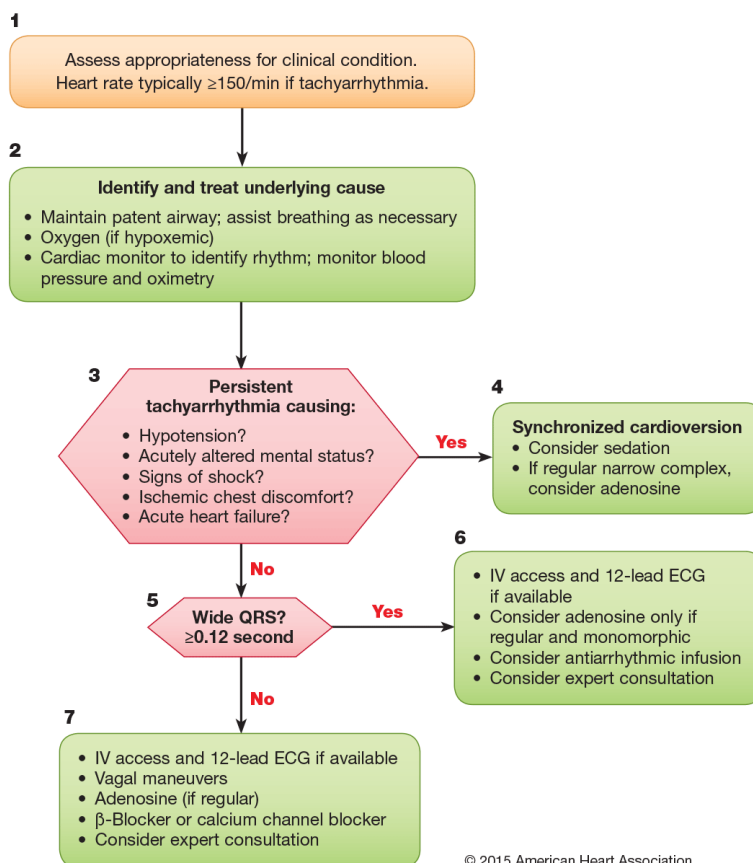 1
Assess appropriateness for clinical condition.
Heart rate typically ≥150/min if tachyarrhythmia.
2
Identify and treat underlying cause
• Maintain patent airway; assist breathing as necessary
• Oxygen (if hypoxemic)
• Cardiac monitor to identify rhythm; monitor blood
pressure and oximetry
3
Persistent
tachyarrhythmia causing:
• Hypotension?
• Acutely altered mental status?
• Signs of shock?
• Ischemic chest discomfort?
• Acute heart failure?
Yes
4
Synchronized cardioversion
• Consider sedation
• If regular narrow complex,
consider adenosine
No
5
Wide QRS?
≥0.12 second
Yes
6
• IV access and 12-lead ECG
if available
• Consider adenosine only if
regular and monomorphic
• Consider antiarrhythmic infusion
• Consider expert consultation
No
7
• IV access and 12-lead ECG if available
• Vagal maneuvers
• Adenosine (if regular)
• β-Blocker or calcium channel blocker
• Consider expert consultation
© 2015 American Heart Association